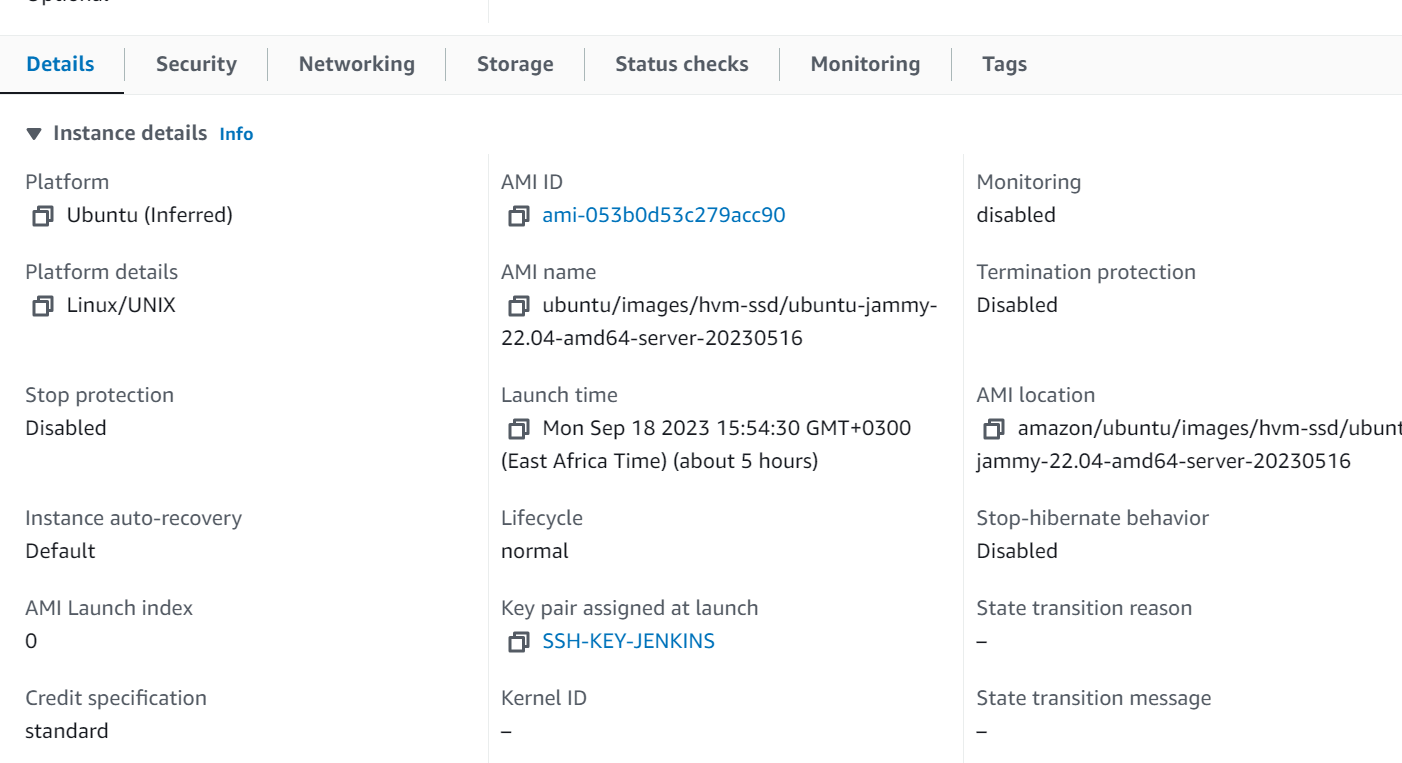 Details
Security
Networking
Storage
Status checks
Monitoring
Tags
Instance details Info
Platform
Ubuntu (Inferred)
AMI ID
ami-053b0d53c279acc90
Monitoring
disabled
Platform details
Linux/UNIX
AMI name
ubuntu/images/hvm-ssd/ubuntu-jammy-
22.04-amd64-server-20230516
Termination protection
Disabled
Stop protection
Disabled
Launch time
Mon Sep 18 2023 15:54:30 GMT+0300
(East Africa Time) (about 5 hours)
AMI location
amazon/ubuntu/images/hvm-ssd/ubunt
jammy-22.04-amd64-server-20230516
Instance auto-recovery
Default
Lifecycle
normal
Stop-hibernate behavior
Disabled
AMI Launch index
0
Key pair assigned at launch
SSH-KEY-JENKINS
State transition reason
–
Credit specification
standard
Kernel ID
–
State transition message
–